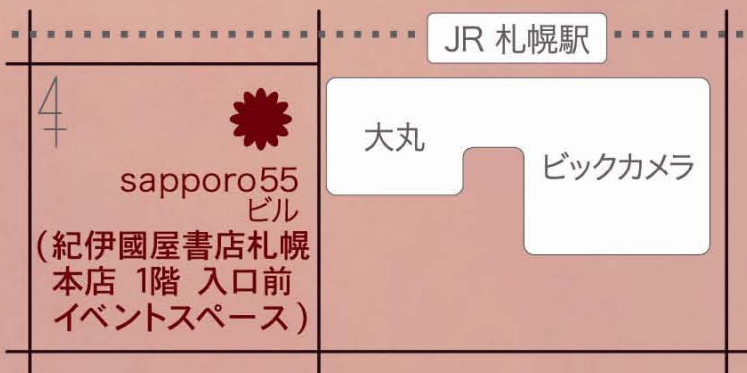 JR 札幌駅
4
大丸
ビックカメラ
sapporo55
ビル
(紀伊國屋書店札幌
本店 1階 入口前
イベントスペース)